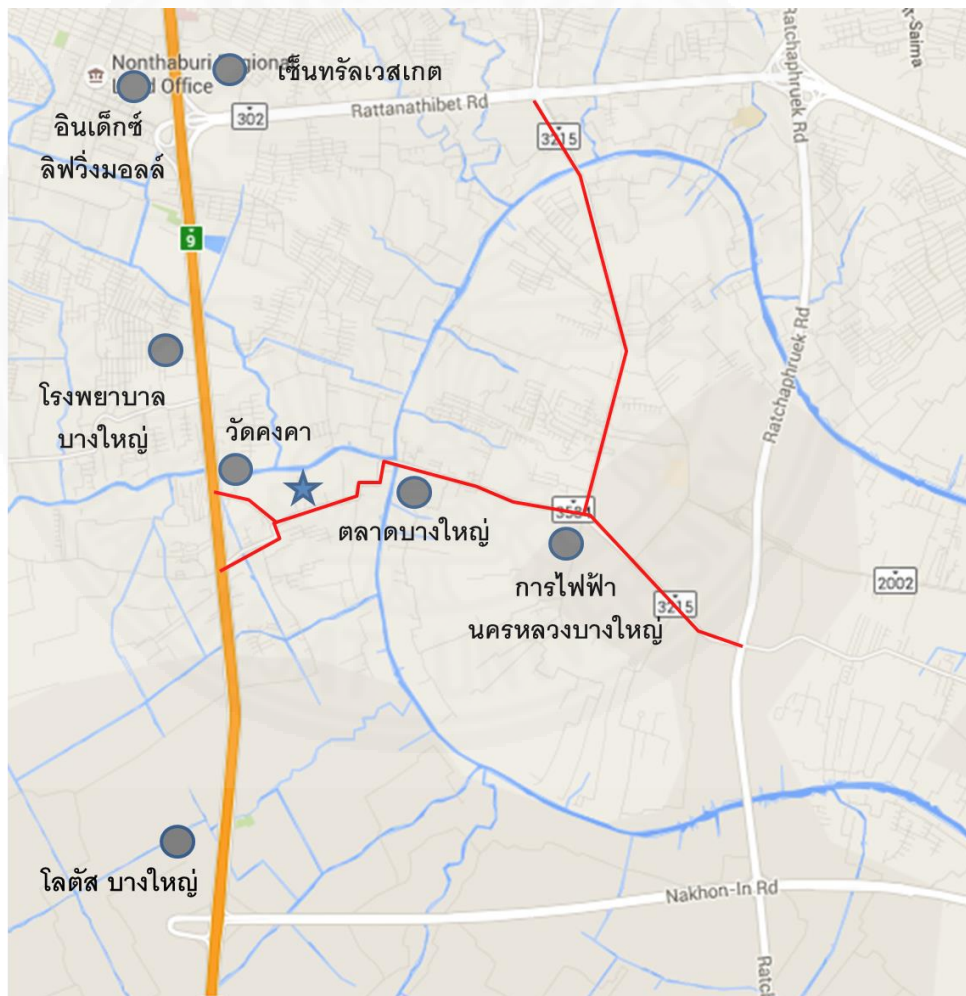 Nonthaburi Regional
Land Office
เซ็นทรัลเวสเกต
อินเด็กซ์
ลิฟวิ่งมอลล์
302
Rattanathibet Rd
3215
Ratchaphruek Rd
r-Saima
9
โรงพยาบาล
บางใหญ่
วัดคงคา
Ratchaphruek Rd
ตลาดบางใหญ่
3584
การไฟฟ้า
นครหลวงบางใหญ่
3215
2002
โลตัส บางใหญ่
Nakhon-In Rd
Ratch